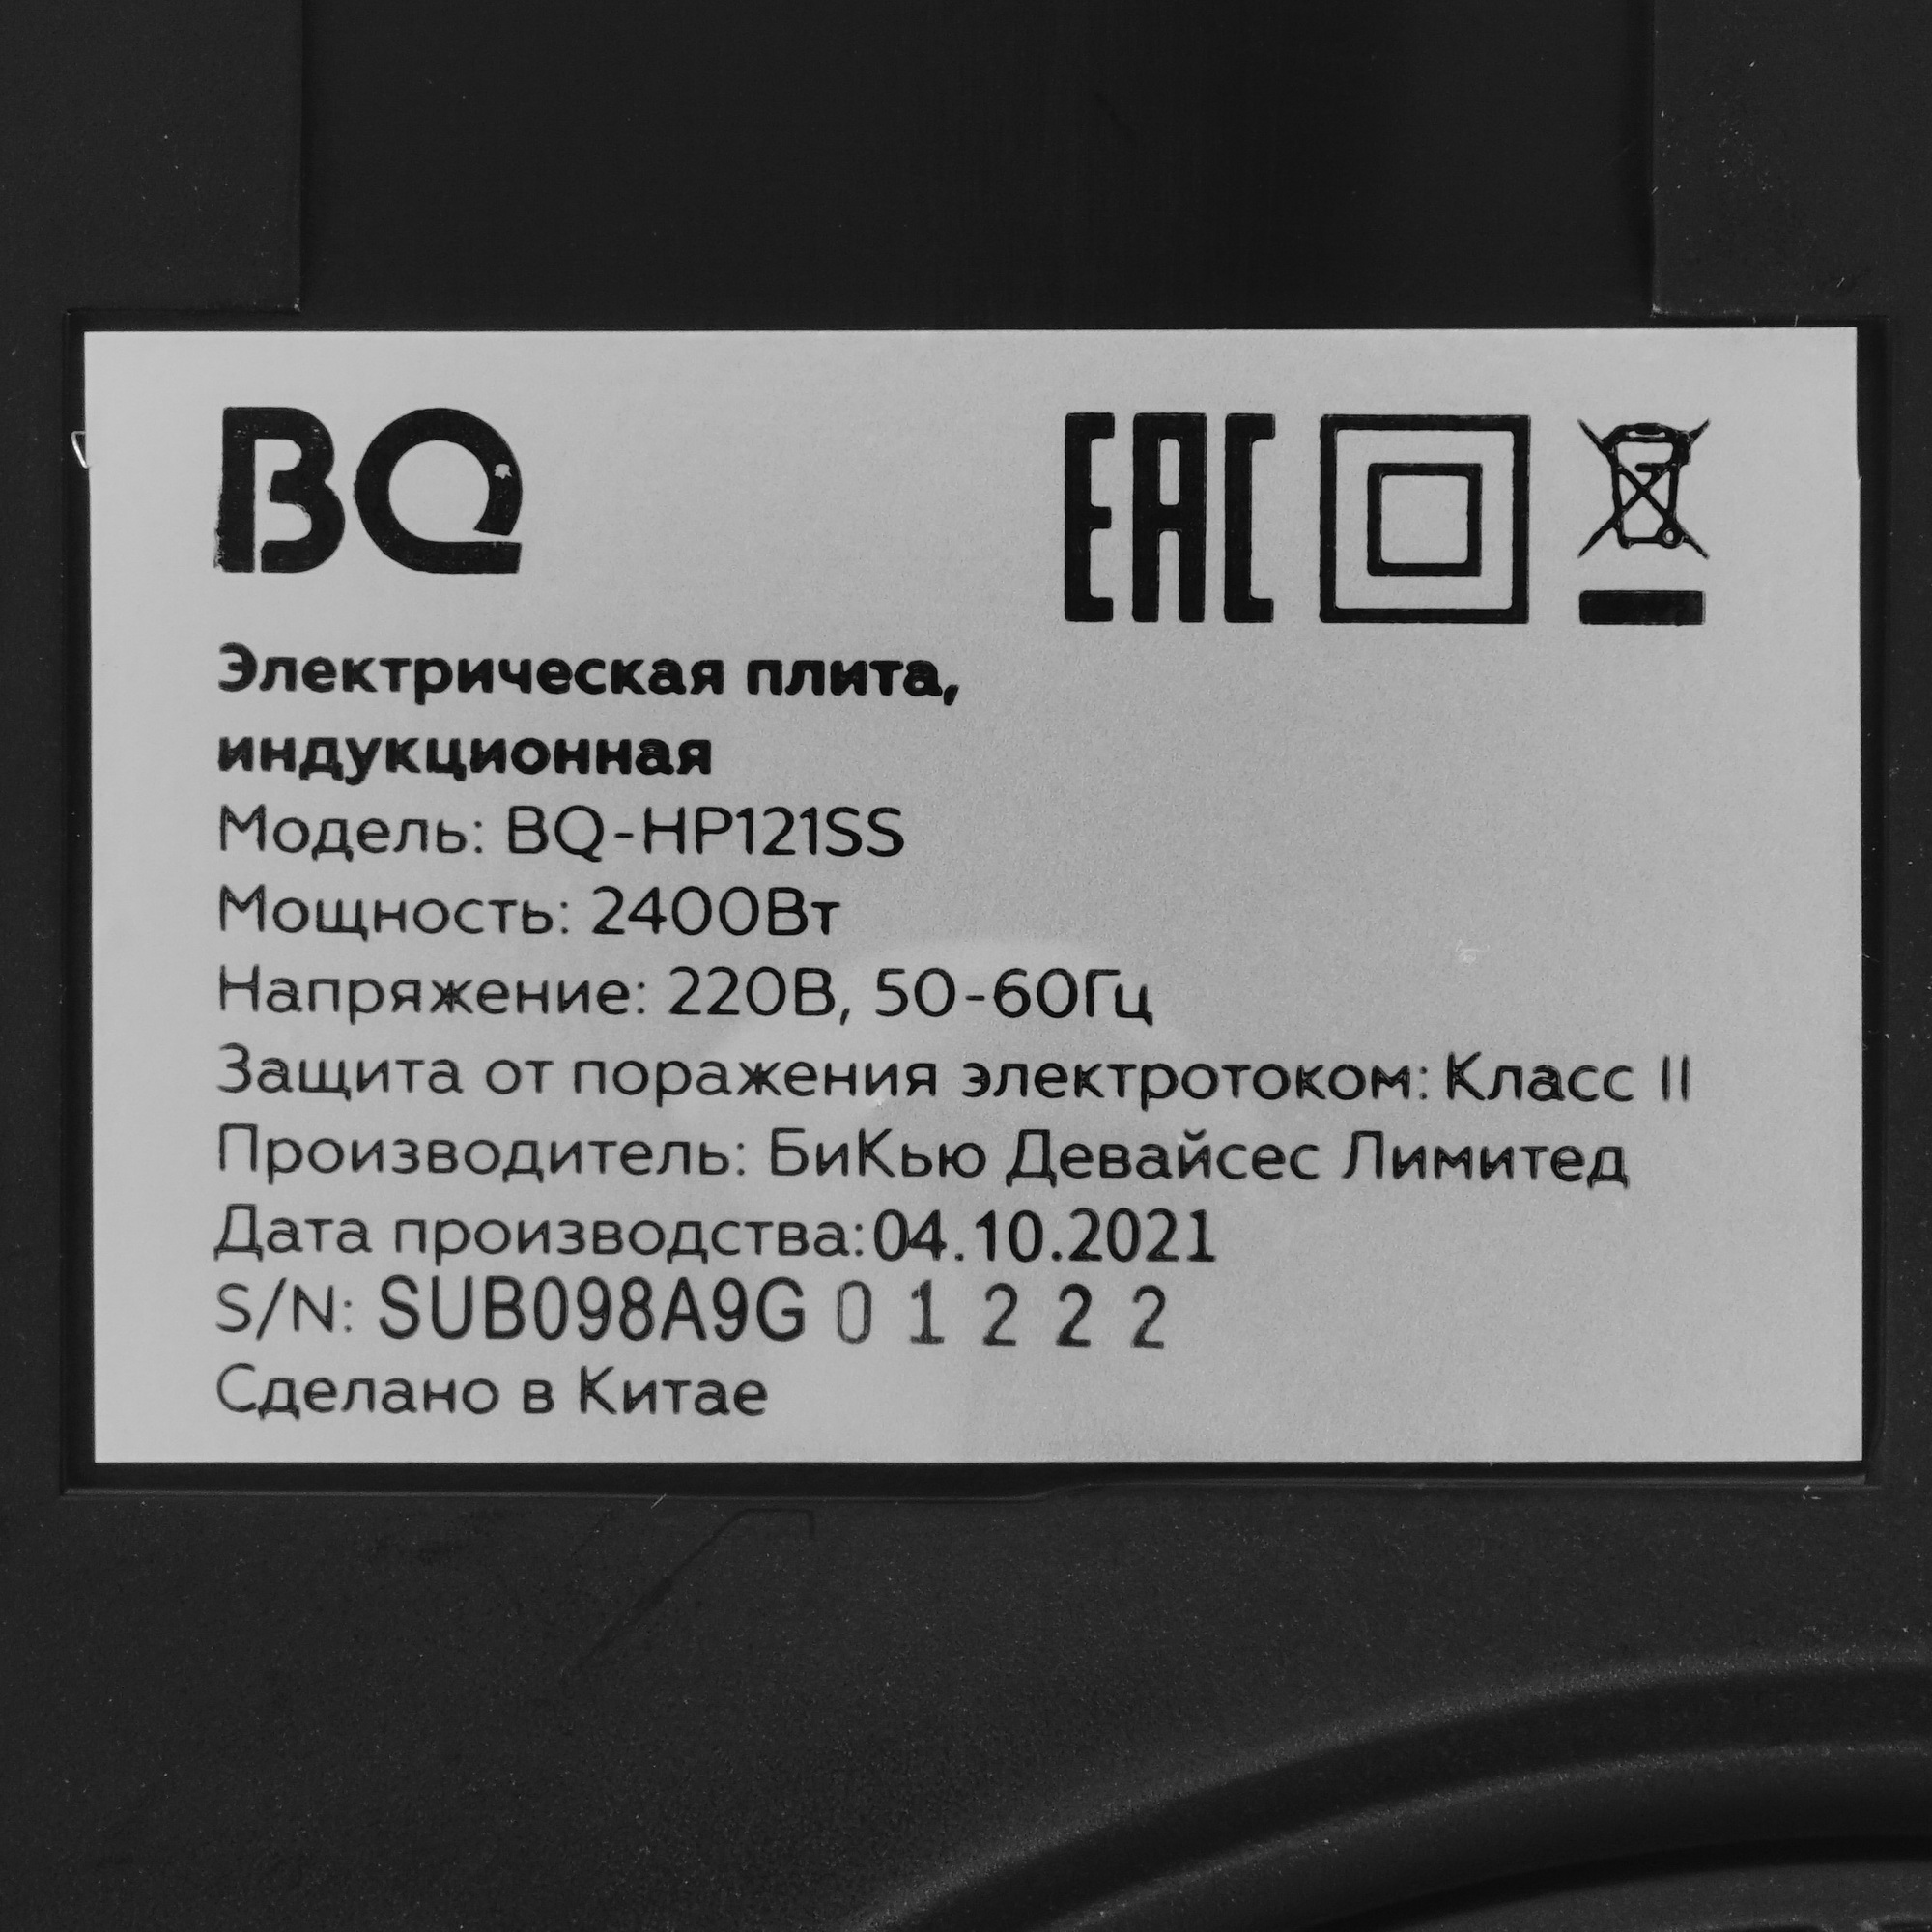 BQ
EAC
Электрическая плита,
индукционная
Модель: BQ-HP121SS
Мощность: 2400Вт
Напряжение: 220В, 50-60Гц
Защита от поражения электротоком: Класс II
Производитель: БиКью Девайсес Лимитед
Дата производства: 04.10.2021
S/N: SUB098A9G 0 1 2 2 2
Сделано в Китае